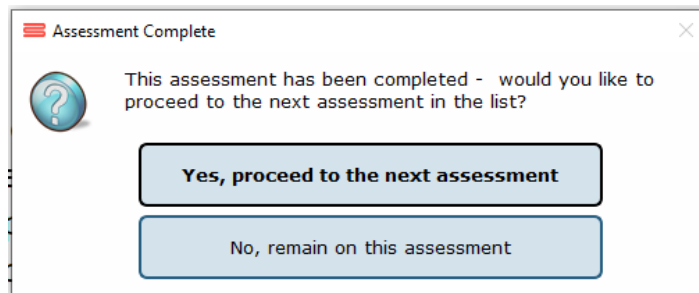 Assessment Complete
This assessment has been completed - would you like to
proceed to the next assessment in the list?
Yes, proceed to the next assessment
No, remain on this assessment